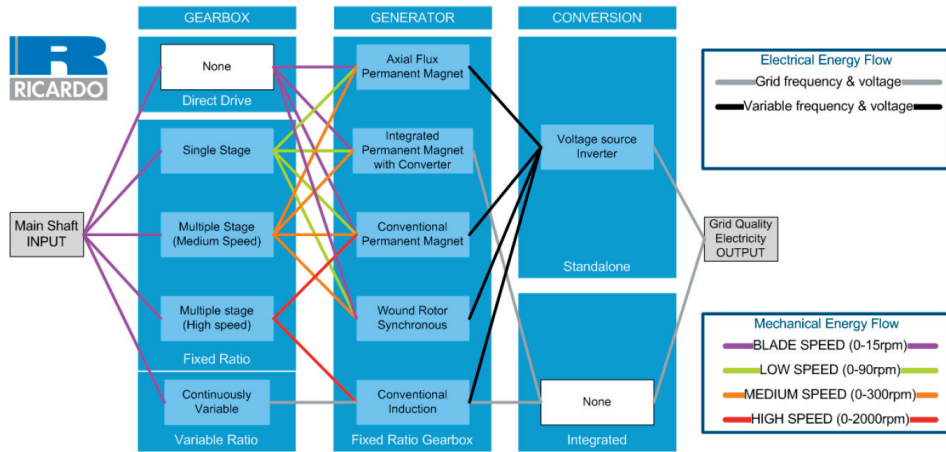 RICARDO
GEARBOX
None
Direct Drive
Single Stage
Multiple Stage
(Medium Speed)
Multiple stage
(High speed)
Fixed Ratio
Continuously
Variable
Variable Ratio
Main Shaft
INPUT
GENERATOR
Axial Flux
Permanent Magnet
Integrated
Permanent Magnet
with Converter
Conventional
Permanent Magnet
Wound Rotor
Synchronous
Conventional
Induction
Fixed Ratio Gearbox
CONVERSION
Voltage source
Inverter
Standalone
None
Integrated
Grid Quality
Electricity
OUTPUT
Electrical Energy Flow
Grid frequency & voltage
Variable frequency & voltage
Mechanical Energy Flow
BLADE SPEED (0-15rpm)
LOW SPEED (0-90rpm)
MEDIUM SPEED (0-300rpm)
HIGH SPEED (0-2000rpm)